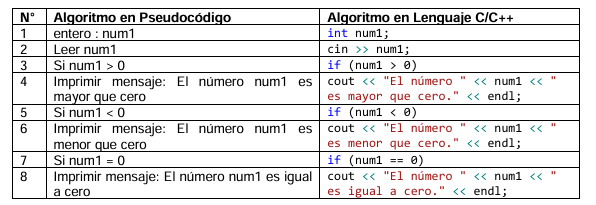 N° Algoritmo en Pseudocódigo Algoritmo en Lenguaje C/C++
1 entero : num1 int num1;
2 Leer num1 cin >> num1;
3 Si num1 > 0 if (num1 > 0)
4 Imprimir mensaje: El número num1 es cout << "El número " << num1 << "
mayor que cero es mayor que cero." << endl;
5 Si num1 < 0 if (num1 < 0)
6 Imprimir mensaje: El número num1 es cout << "El número " << num1 << "
menor que cero es menor que cero." << endl;
7 Si num1 = 0 if (num1 == 0)
8 Imprimir mensaje: El número num1 es igual cout << "El número " << num1 << "
a cero es igual a cero." << endl;